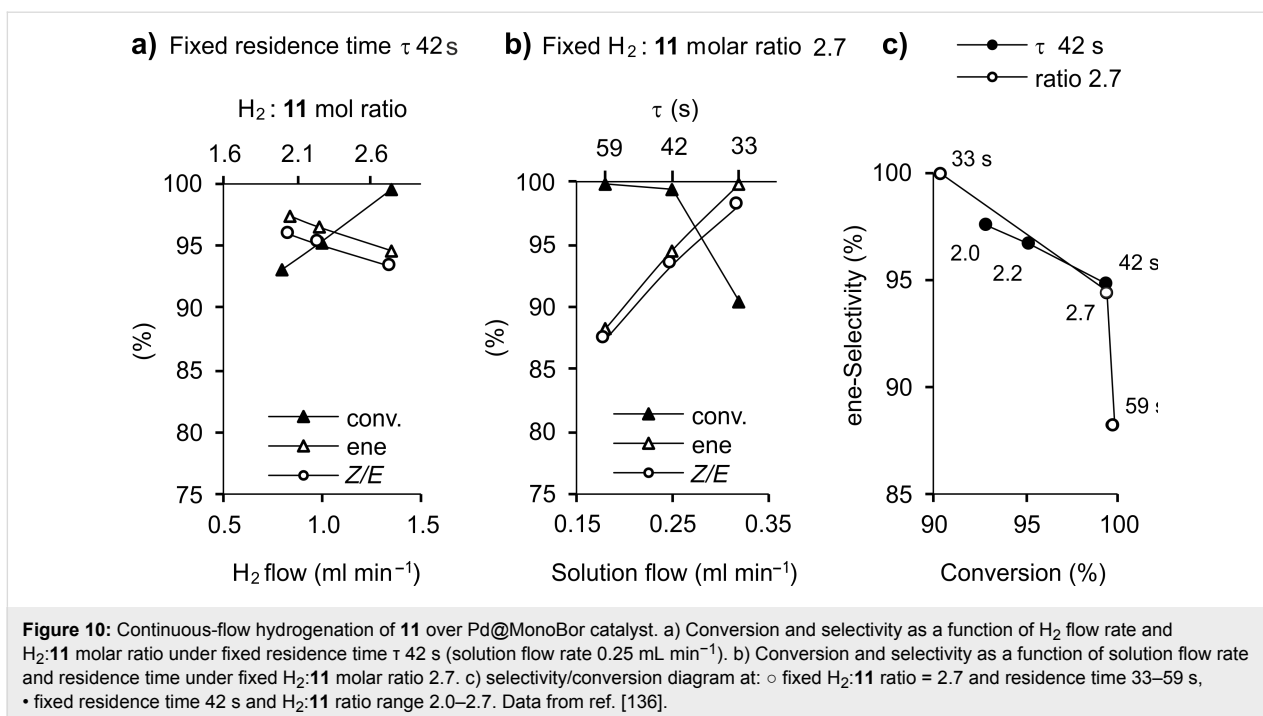 a) Fixed residence time τ 42 s
H₂ : 11 mol ratio
1.6 2.1 2.6
100
95
90
85
80
75
(%)
conv.
ene
Z/E
0.5 1.0 1.5
H₂ flow (ml min⁻¹)
b) Fixed H₂ : 11 molar ratio 2.7
τ (s)
59 42 33
100
95
90
85
80
75
(%)
conv.
ene
Z/E
0.15 0.25 0.35
Solution flow (ml min⁻¹)
c)
τ 42 s
ratio 2.7
100
95
90
85
ene-Selectivity (%)
33 s
2.0
2.2
42 s
2.7
59 s
90 95 100
Conversion (%)
Figure 10: Continuous-flow hydrogenation of 11 over Pd@MonoBor catalyst. a) Conversion and selectivity as a function of H₂ flow rate and
H₂:11 molar ratio under fixed residence time τ 42 s (solution flow rate 0.25 mL min⁻¹). b) Conversion and selectivity as a function of solution flow rate
and residence time under fixed H₂:11 molar ratio 2.7. c) selectivity/conversion diagram at: ○ fixed H₂:11 ratio = 2.7 and residence time 33–59 s,
• fixed residence time 42 s and H₂:11 ratio range 2.0–2.7. Data from ref. [136].